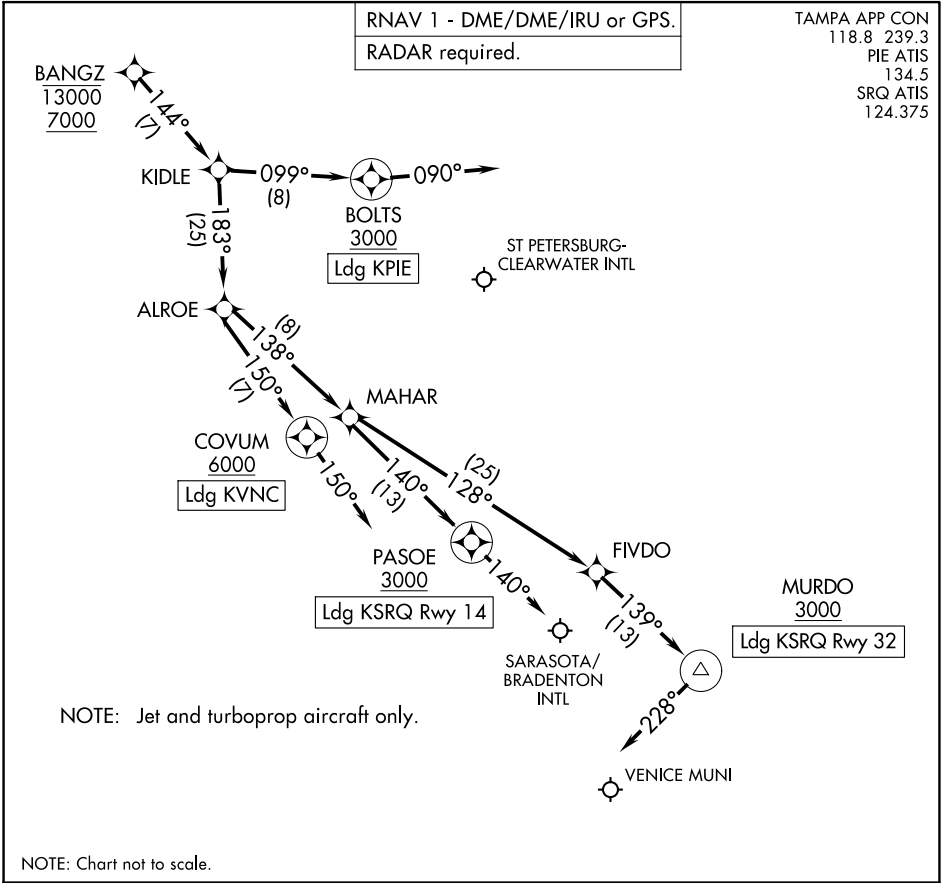 RNAV 1 - DME/DME/IRU or GPS.
RADAR required.
TAMPA APP CON
118.8 239.3
PIE ATIS
134.5
SRQ ATIS
124.375
BANGZ
13000
7000
144°
(7)
KIDLE
099°
(8)
BOLTS
3000
Ldg KPIE
090°
183°
(25)
ST PETERSBURG-
CLEARWATER INTL
ALROE
(8)
138°
150°
(7)
MAHAR
COVUM
6000
Ldg KVNC
150°
140°
(13)
(25)
128°
PASOE
3000
Ldg KSRQ Rwy 14
140°
FIVDO
139°
(13)
MURDO
3000
Ldg KSRQ Rwy 32
SARASOTA/
BRADENTON
INTL
228°
NOTE: Jet and turboprop aircraft only.
VENICE MUNI
NOTE: Chart not to scale.